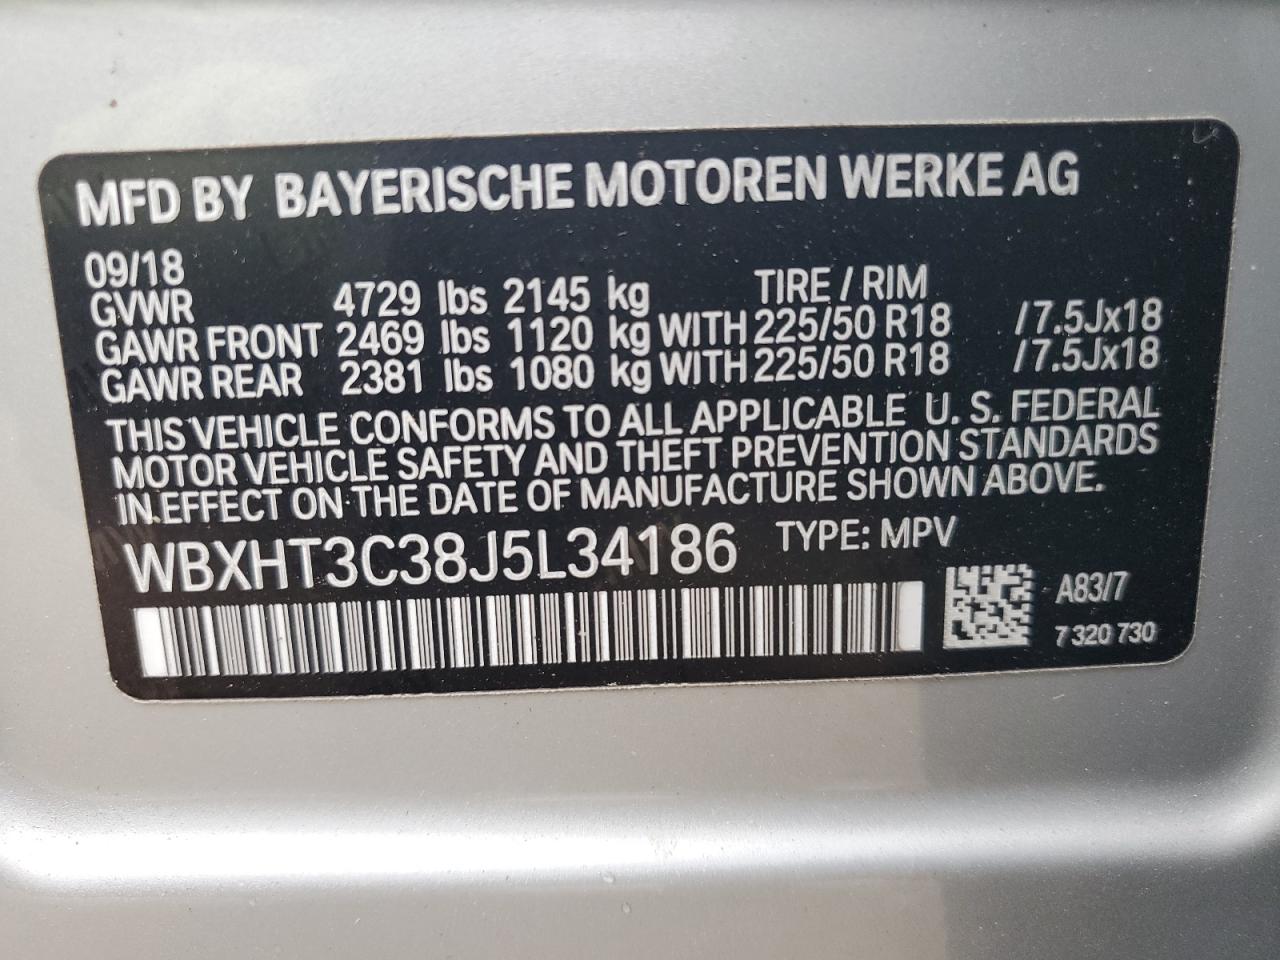 MFD BY BAYERISCHE MOTOREN WERKE AG
09/18 TIRE / RIM
GVWR 4729 lbs 2145 kg
GAWR FRONT 2469 lbs 1120 kg WITH 225/50 R18 /7.5Jx18
GAWR REAR 2381 lbs 1080 kg WITH 225/50 R18 /7.5Jx18
THIS VEHICLE CONFORMS TO ALL APPLICABLE U. S. FEDERAL
MOTOR VEHICLE SAFETY AND THEFT PREVENTION STANDARDS
IN EFFECT ON THE DATE OF MANUFACTURE SHOWN ABOVE.
WBXHT3C38J5L34186 TYPE: MPV
A83/7
7 320 730